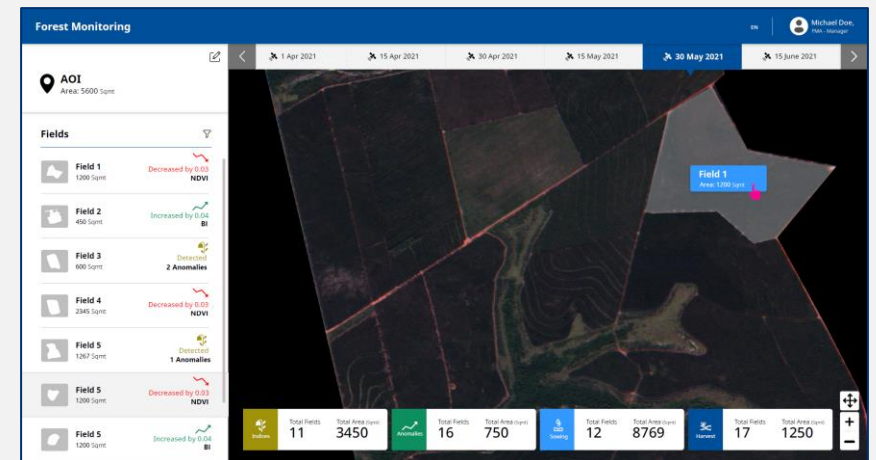 Forest Monitoring
EN
Michael Doe,
TMA - Manager
AOI
Area: 5600 Sqmt
1 Apr 2021
15 Apr 2021
30 Apr 2021
15 May 2021
30 May 2021
15 June 2021
Fields
Field 1
1200 Sqmt
Decreased by 0.03
NDVI
Field 2
450 Sqmt
Increased by 0.04
BI
Field 3
600 Sqmt
Detected
2 Anomalies
Field 4
2345 Sqmt
Decreased by 0.03
NDVI
Field 5
1267 Sqmt
Detected
1 Anomalies
Field 5
1200 Sqmt
Decreased by 0.03
NDVI
Field 5
1200 Sqmt
Increased by 0.04
BI
Field 1
Area: 1200 Sqmt
Indices
Total Fields
11
Total Area (Sqmt)
3450
Anomalies
Total Fields
16
Total Area (Sqmt)
750
Sowing
Total Fields
12
Total Area (Sqmt)
8769
Harvest
Total Fields
17
Total Area (Sqmt)
1250